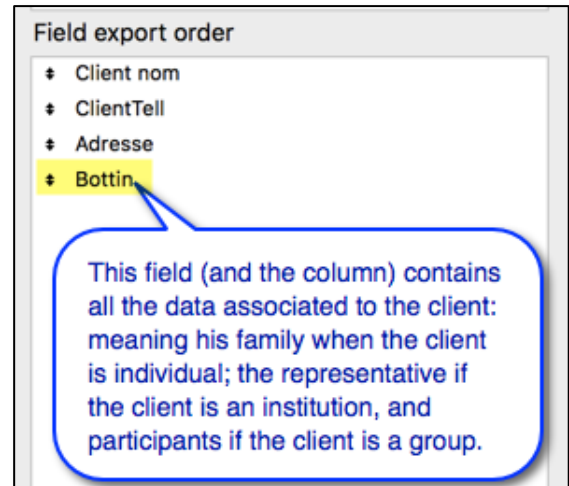 Field export order
Client nom
ClientTell
Adresse
Bottin
This field (and the column) contains
all the data associated to the client:
meaning his family when the client
is individual; the representative if
the client is an institution, and
participants if the client is a group.